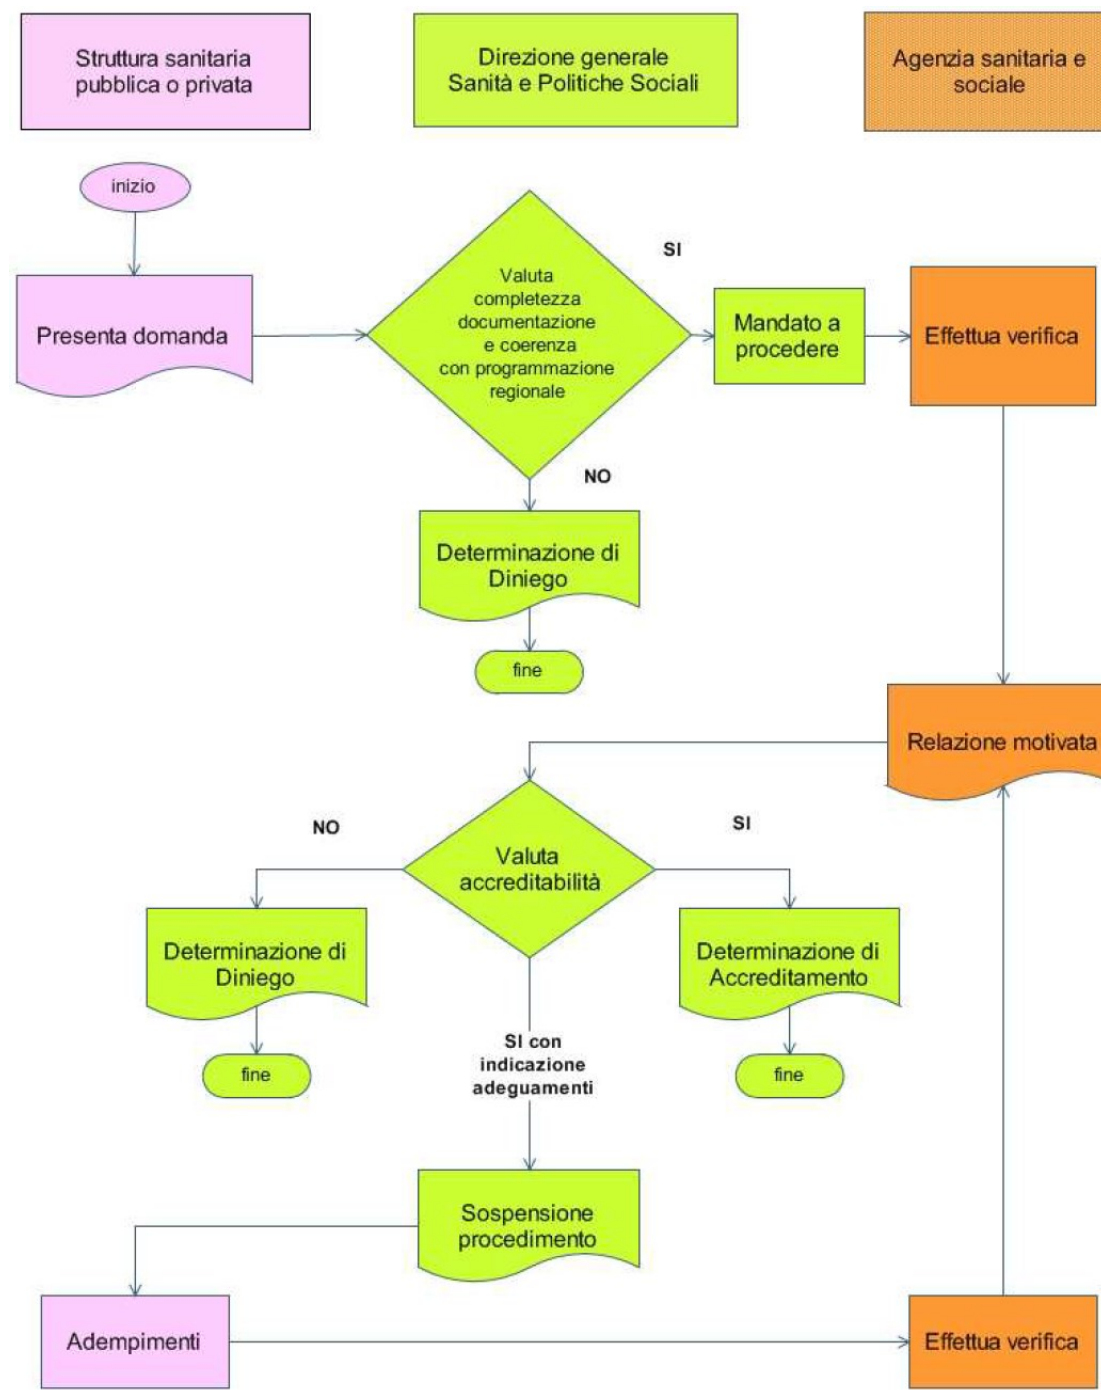 Struttura sanitaria
pubblica o privata
Direzione generale
Sanità e Politiche Sociali
Agenzia sanitaria e
sociale
inizio
Presenta domanda
Valuta
completezza
documentazione
e coerenza
con programmazione
regionale
SI
Mandato a
procedere
Effettua verifica
NO
Determinazione di
Diniego
fine
Relazione motivata
Valuta
accreditabilità
NO
SI
Determinazione di
Diniego
Determinazione di
Accreditamento
fine
SI con
indicazione
adeguamenti
fine
Sospensione
procedimento
Adempimenti
Effettua verifica